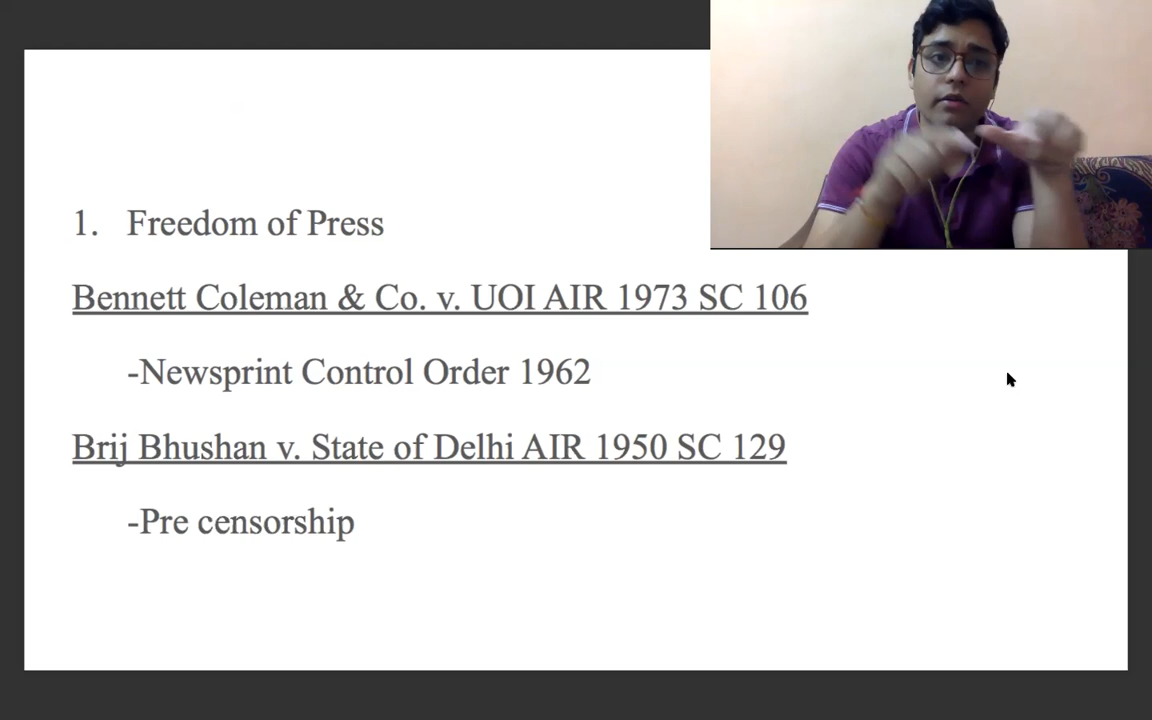 1. Freedom of Press
Bennett Coleman & Co. v. UOI AIR 1973 SC 106
-Newsprint Control Order 1962
Brij Bhushan v. State of Delhi AIR 1950 SC 129
-Pre censorship